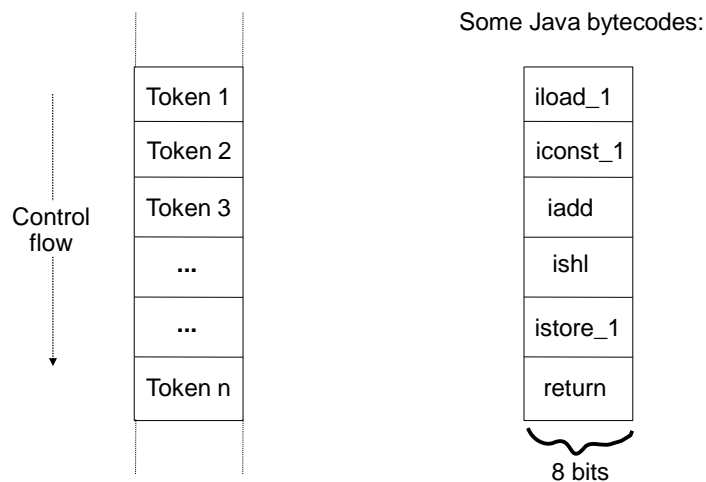 Some Java bytecodes:
Control
flow
Token 1
Token 2
Token 3
...
...
Token n
iload_1
iconst_1
iadd
ishl
istore_1
return
8 bits